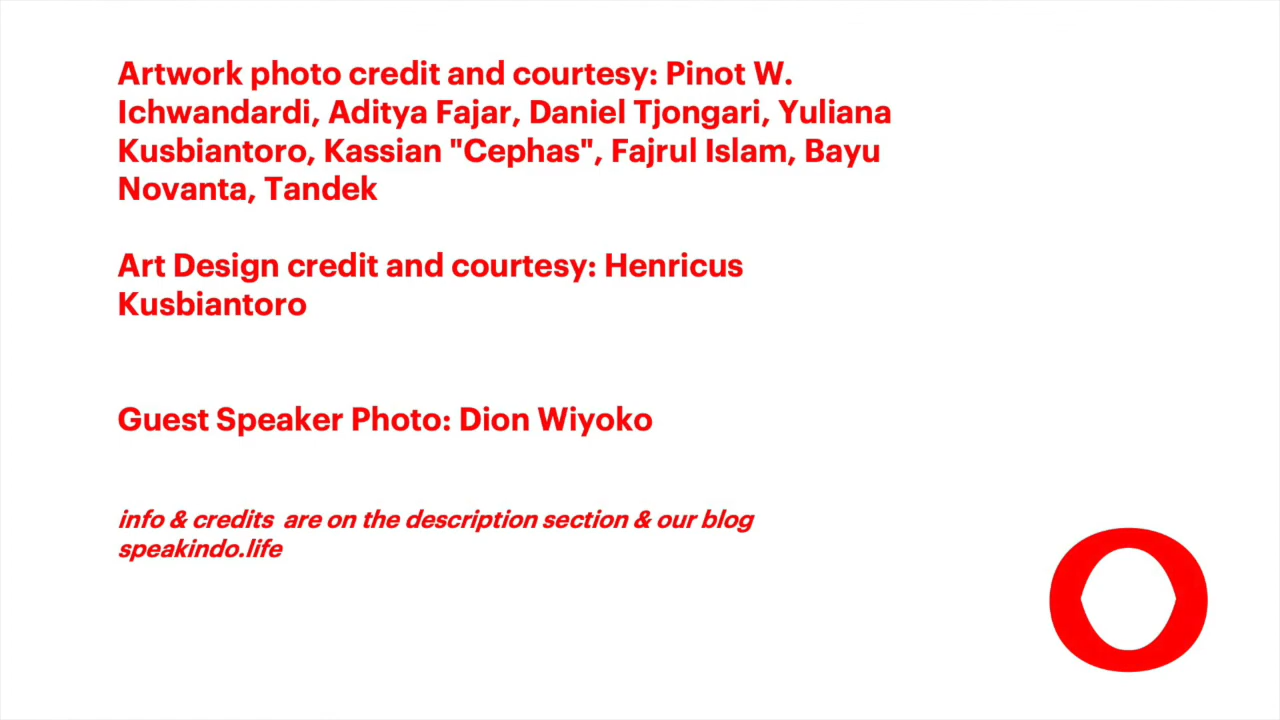 Artwork photo credit and courtesy: Pinot W.
Ichwandardi, Aditya Fajar, Daniel Tjongari, Yuliana
Kusbiantoro, Kassian "Cephas", Fajrul Islam, Bayu
Novanta, Tandek
Art Design credit and courtesy: Henricus
Kusbiantoro
Guest Speaker Photo: Dion Wiyoko
info & credits  are on the description section & our blog
speakindo.life